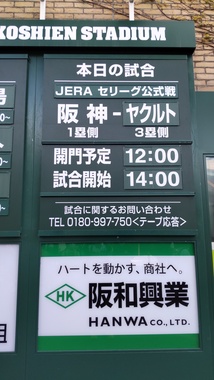 KOSHIEN STADIUM
本日の試合
JERA セリーグ公式戦
阪神-ヤクルト
1塁側 3塁側
開門予定 12:00
試合開始 14:00
試合に関するお問い合わせ
TEL 0180-997-750<テープ応答>
ハートを動かす、商社へ。
HK 阪和興業
HANWA CO., LTD.